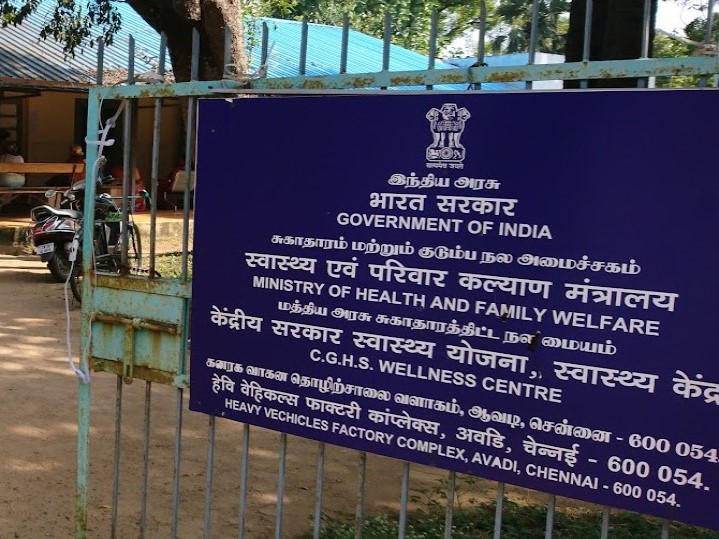 सत्यमेव जयते
இந்திய அரசு
भारत सरकार
GOVERNMENT OF INDIA
சுகாதாரம் மற்றும் குடும்ப நல அமைச்சகம்
स्वास्थ्य एवं परिवार कल्याण मंत्रालय
MINISTRY OF HEALTH AND FAMILY WELFARE
மத்திய அரசு சுகாதாரத்திட்ட நல மையம்
केंद्रीय सरकार स्वास्थ्य योजना, स्वास्थ्य केंद्र
C.G.H.S. WELLNESS CENTRE
கனரக வாகன தொழிற்சாலை வளாகம், ஆவடி, சென்னை - 600 054.
हेवि वेहिकल्स फाक्टरी कांप्लेक्स, अवडि, चेन्नई - 600 054.
HEAVY VECHICLES FACTORY COMPLEX, AVADI, CHENNAI - 600 054.